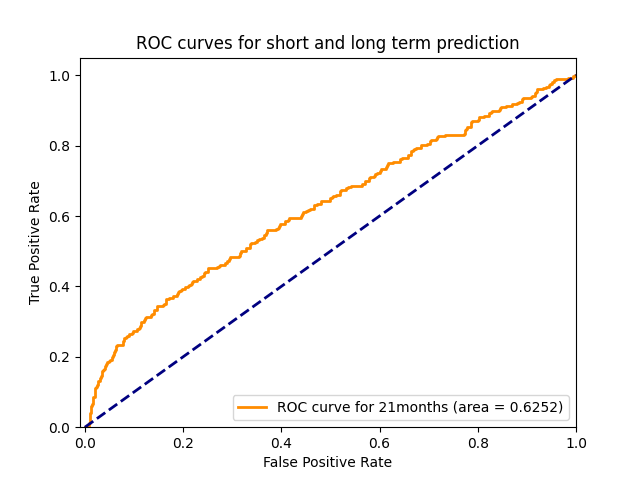 ROC curves for short and long term prediction
True Positive Rate
1.0
0.8
0.6
0.4
0.2
0.0
ROC curve for 21months (area = 0.6252)
0.0 0.2 0.4 0.6 0.8 1.0
False Positive Rate